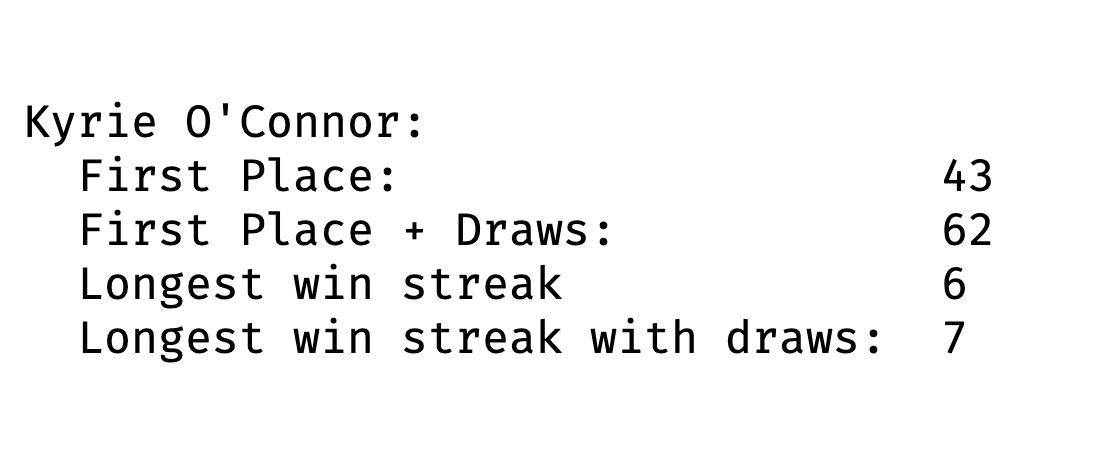 Kyrie O'Connor:
First Place: 43
First Place + Draws: 62
Longest win streak 6
Longest win streak with draws: 7